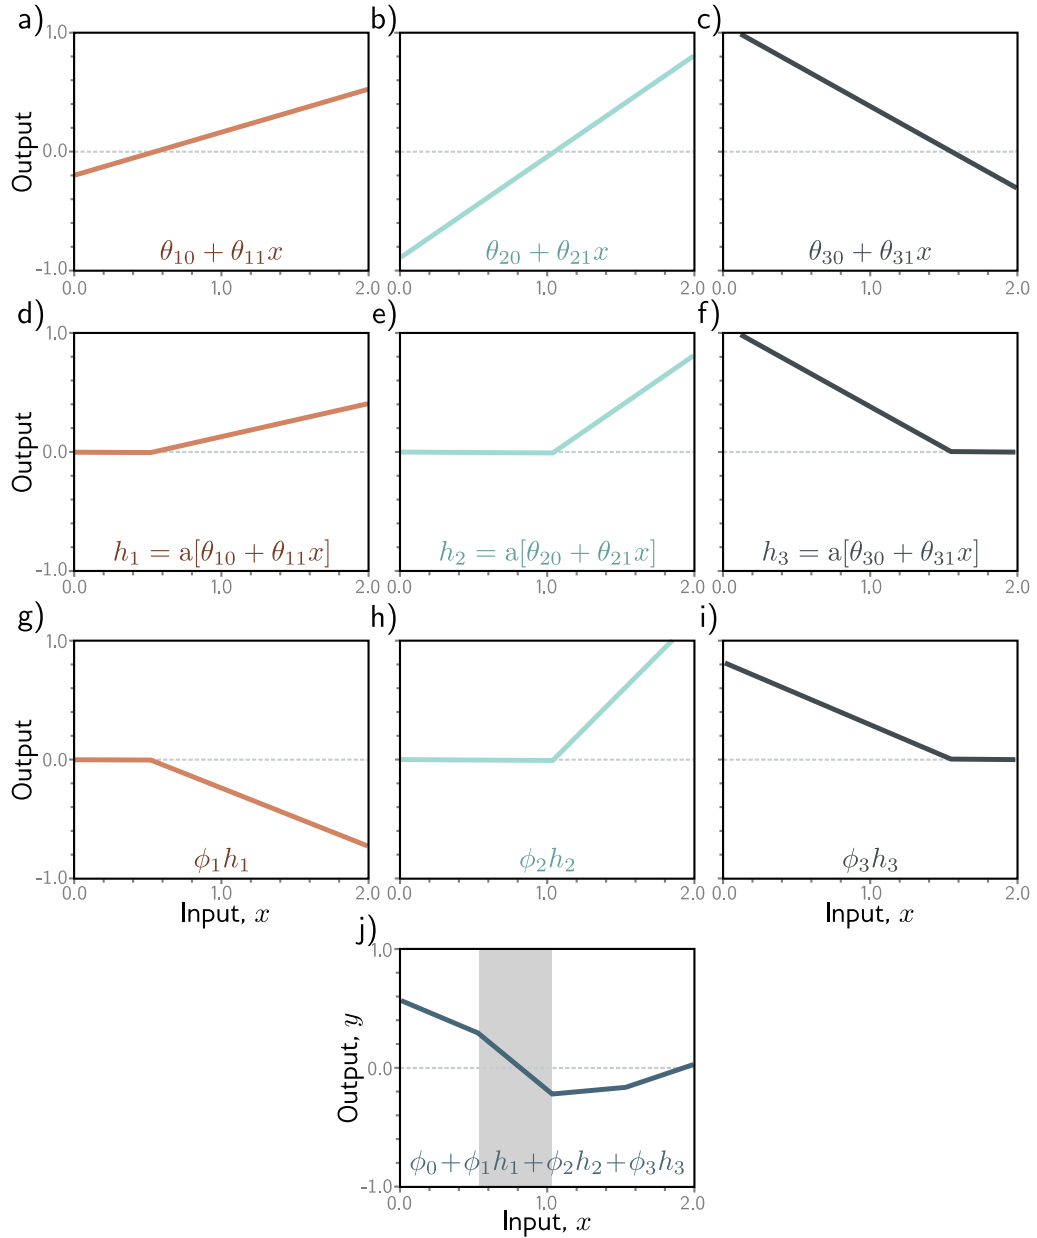 a) b) c)
1.0
Output
0.0
-1.0
θ₁₀ + θ₁₁x θ₂₀ + θ₂₁x θ₃₀ + θ₃₁x
0.0 1.0 2.0 0.0 1.0 2.0 0.0 1.0 2.0
d) e) f)
1.0
Output
0.0
-1.0
h₁ = a[θ₁₀ + θ₁₁x] h₂ = a[θ₂₀ + θ₂₁x] h₃ = a[θ₃₀ + θ₃₁x]
0.0 1.0 2.0 0.0 1.0 2.0 0.0 1.0 2.0
g) h) i)
1.0
Output
0.0
-1.0
ϕ₁h₁ ϕ₂h₂ ϕ₃h₃
0.0 1.0 2.0 0.0 1.0 2.0 0.0 1.0 2.0
Input, x Input, x
j)
1.0
Output, y
0.0
-1.0
ϕ₀+ϕ₁h₁+ϕ₂h₂+ϕ₃h₃
0.0 1.0 2.0
Input, x